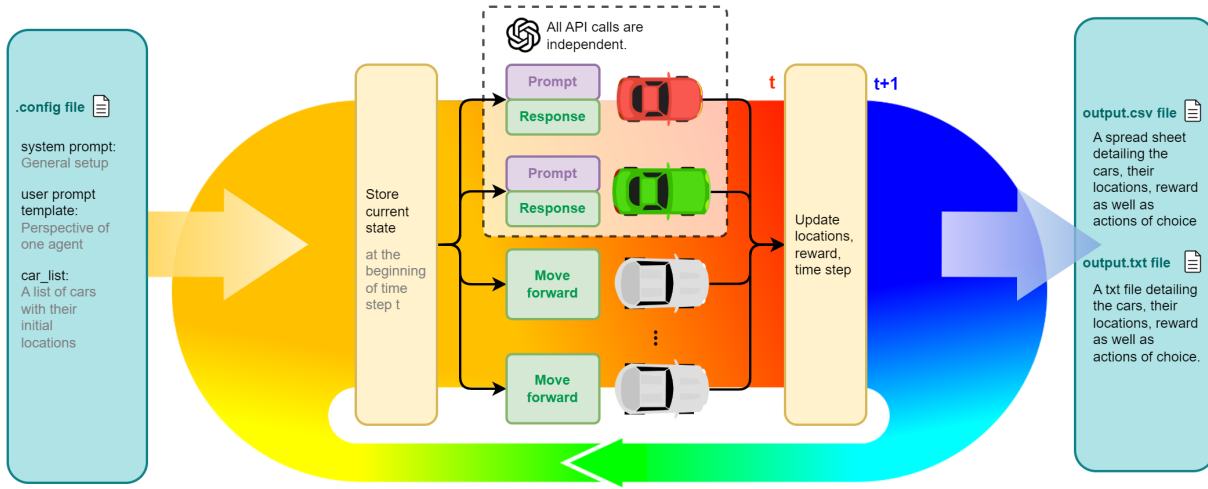 .config file
system prompt:
General setup
user prompt
template:
Perspective of
one agent
car_list:
A list of cars
with their
initial
locations
Store
current
state
at the
beginning
of time
step t
All API calls are
independent.
Prompt
Response
Prompt
Response
Move
forward
...
Move
forward
t
Update
locations,
reward,
time step
t+1
output.csv file
A spread sheet
detailing the
cars, their
locations, reward
as well as
actions of choice
output.txt file
A txt file detailing
the cars, their
locations, reward
as well as
actions of choice.